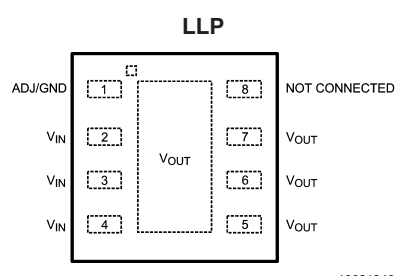 LLP
ADJ/GND 1 8 NOT CONNECTED
VIN 2 7 VOUT
VOUT
VIN 3 6 VOUT
VIN 4 5 VOUT